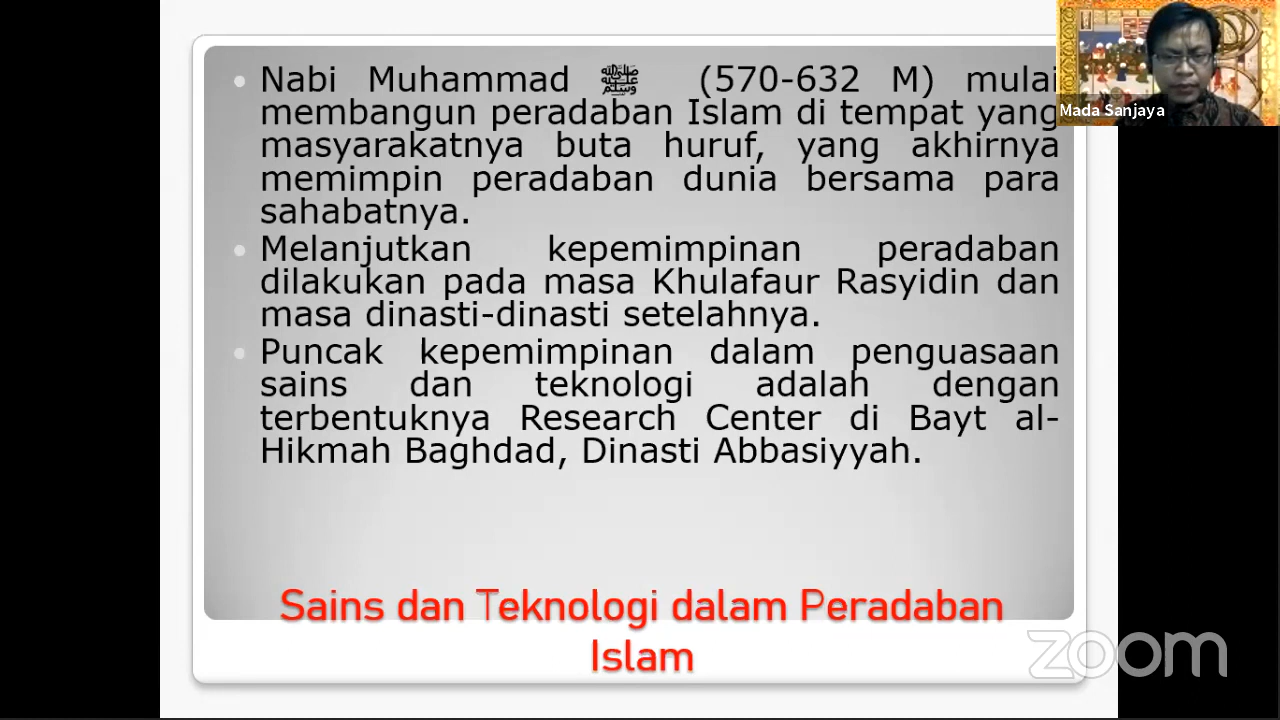 Nabi Muhammad ﷺ (570-632 M) mulai
membangun peradaban Islam di tempat yang
masyarakatnya buta huruf, yang akhirnya
memimpin peradaban dunia bersama para
sahabatnya.
Melanjutkan kepemimpinan peradaban
dilakukan pada masa Khulafaur Rasyidin dan
masa dinasti-dinasti setelahnya.
Puncak kepemimpinan dalam penguasaan
sains dan teknologi adalah dengan
terbentuknya Research Center di Bayt al-
Hikmah Baghdad, Dinasti Abbasiyyah.
Sains dan Teknologi dalam Peradaban
Islam
Mada Sanjaya
zoom